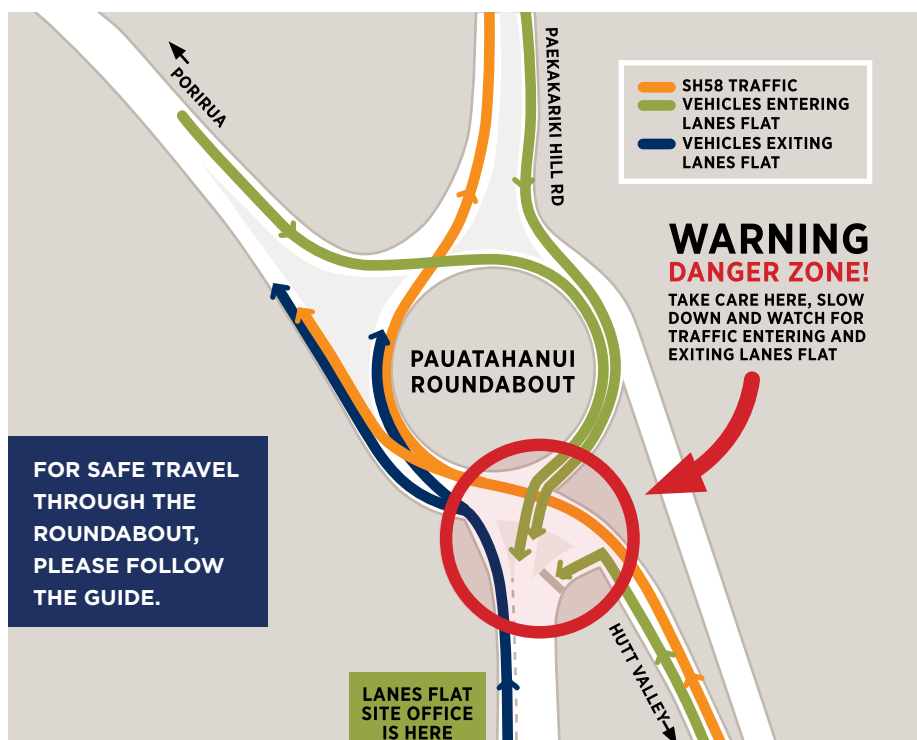 PORIRUA
PAEKAKARIKI HILL RD
SH58 TRAFFIC
VEHICLES ENTERING
LANES FLAT
VEHICLES EXITING
LANES FLAT
WARNING
DANGER ZONE!
TAKE CARE HERE, SLOW
DOWN AND WATCH FOR
TRAFFIC ENTERING AND
EXITING LANES FLAT
PAUATAHANUI
ROUNDABOUT
FOR SAFE TRAVEL
THROUGH THE
ROUNDABOUT,
PLEASE FOLLOW
THE GUIDE.
HUTT VALLEY
LANES FLAT
SITE OFFICE
IS HERE